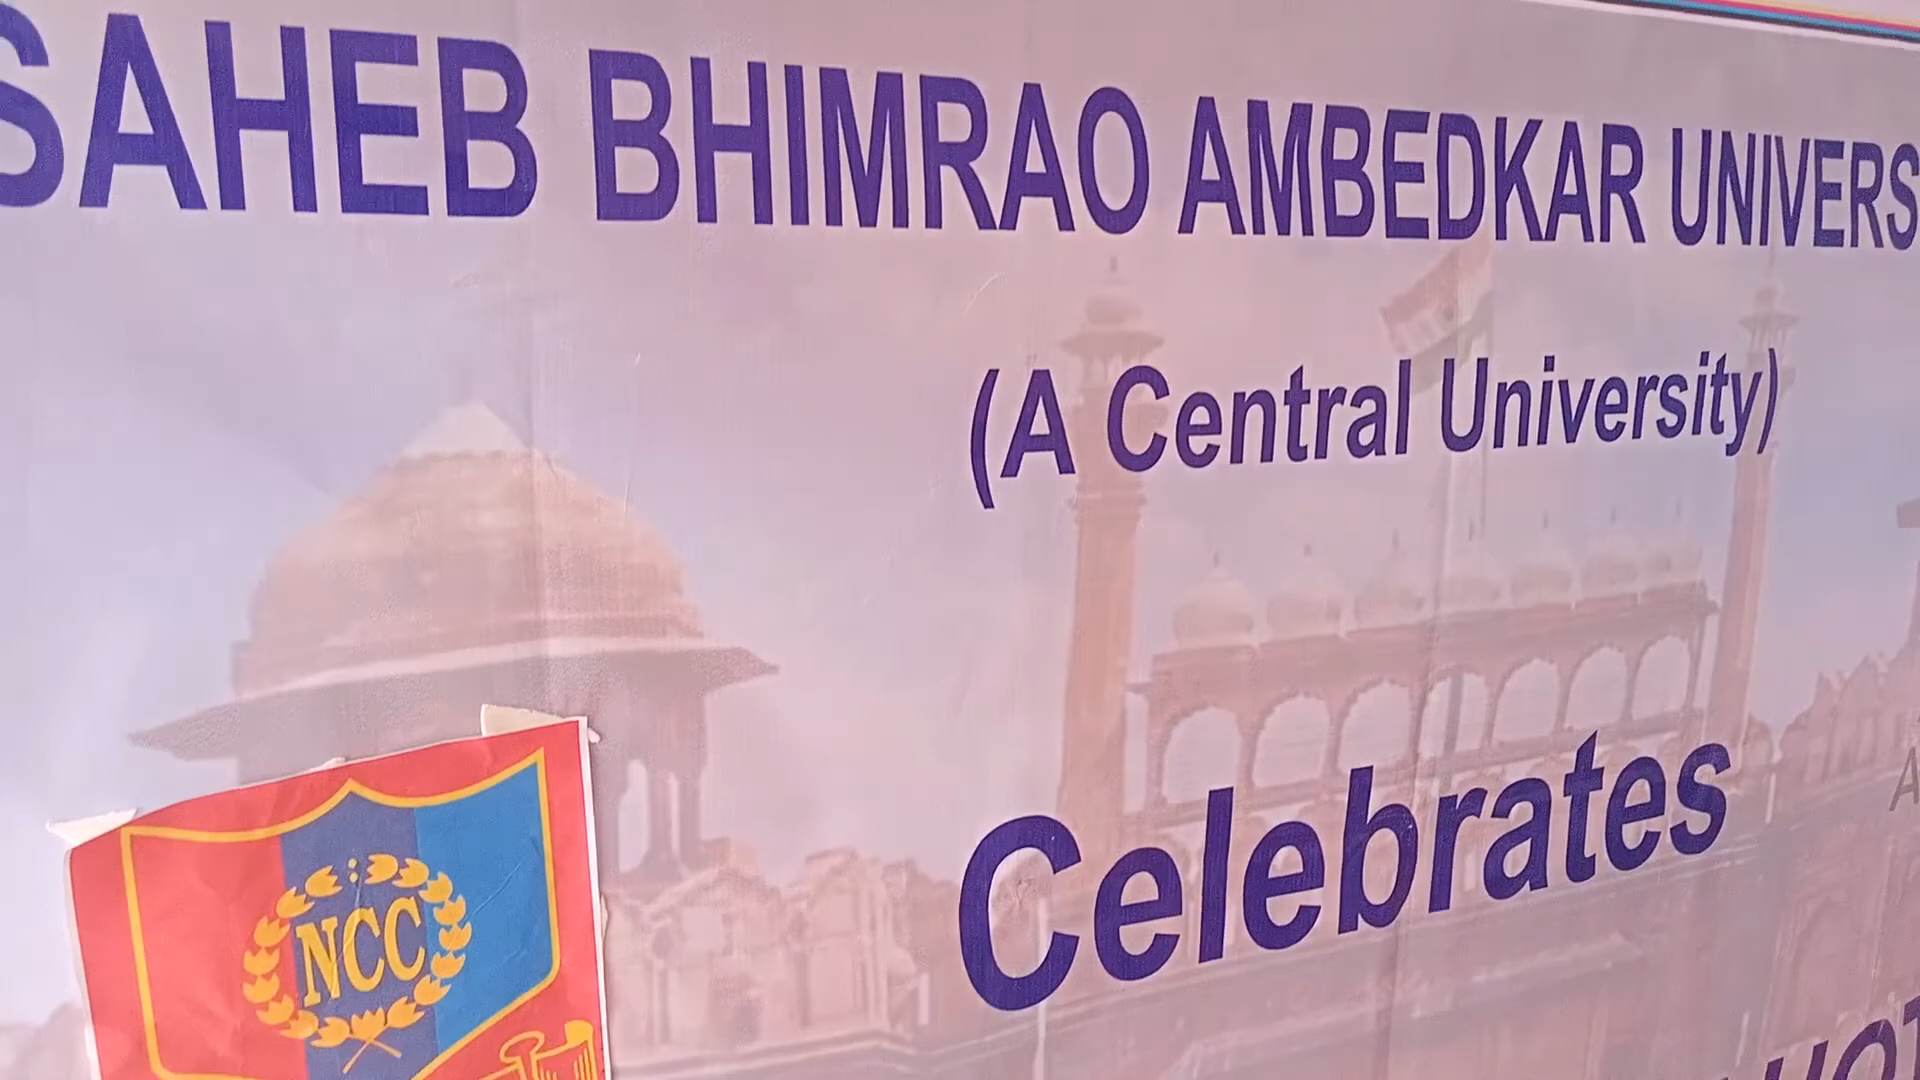 SAHEB BHIMRAO AMBEDKAR UNIVERS
(A Central University)
Celebrates
NCC